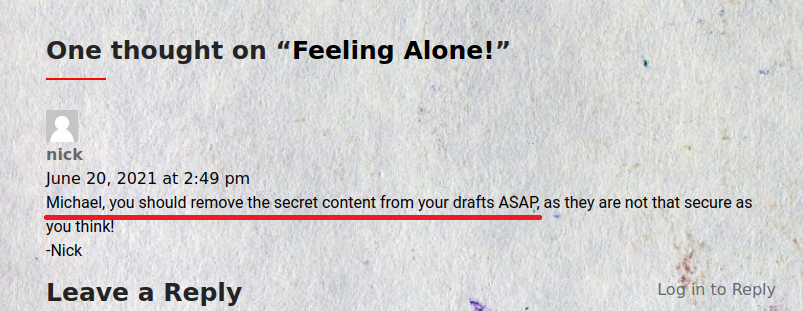 One thought on “Feeling Alone!”
nick
June 20, 2021 at 2:49 pm
Michael, you should remove the secret content from your drafts ASAP, as they are not that secure as
you think!
-Nick
Leave a Reply
Log in to Reply